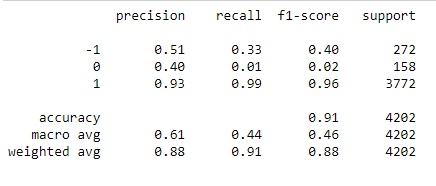 precision recall f1-score support
-1 0.51 0.33 0.40 272
0 0.40 0.01 0.02 158
1 0.93 0.99 0.96 3772
accuracy 0.91 4202
macro avg 0.61 0.44 0.46 4202
weighted avg 0.88 0.91 0.88 4202